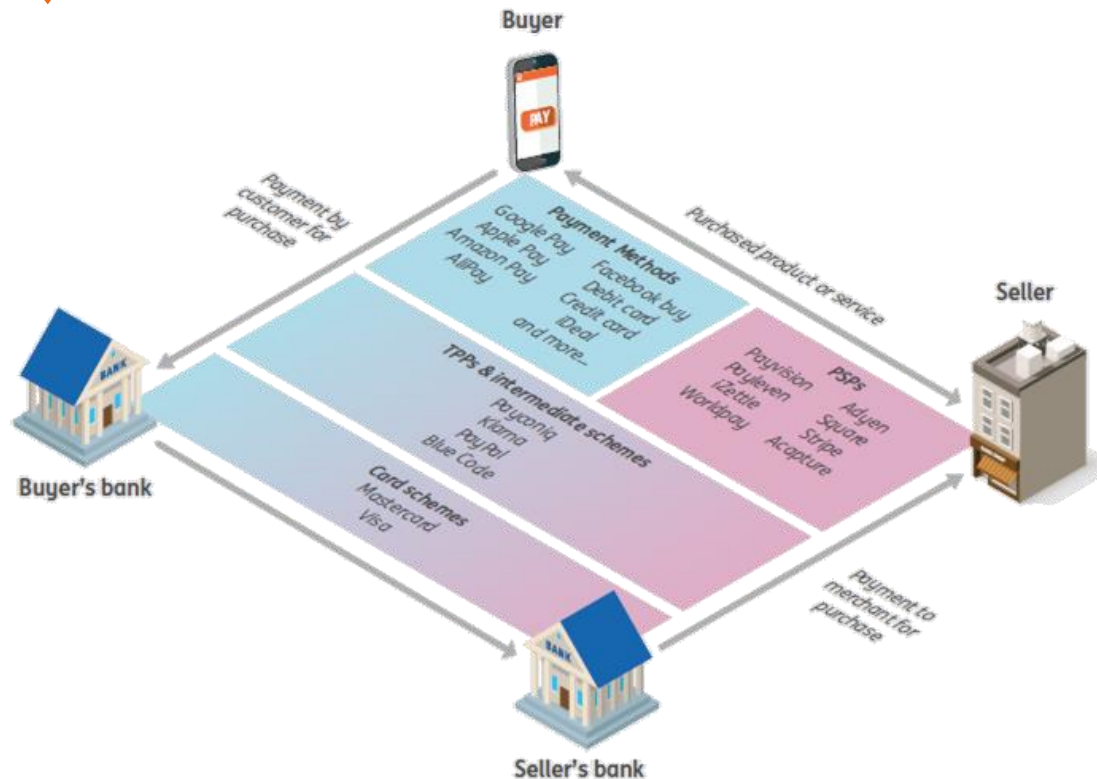 Buyer
PAY
Payment by
customer for
purchase
Payment Methods
Google Pay
Apple Pay
Amazon Pay
AliPay
Facebook buy
Debit card
Credit card
iDeal
and more...
Purchased product or service
Seller
PSPs
Payvision
Payleven
iZettle
Worldpay
Adyen
Square
Stripe
Acapture
TPPs & intermediate schemes
Payconiq
Klarna
PayPal
Blue Code
Card schemes
Mastercard
Visa
BANK
Buyer's bank
Payment to
merchant for
purchase
BANK
Seller's bank